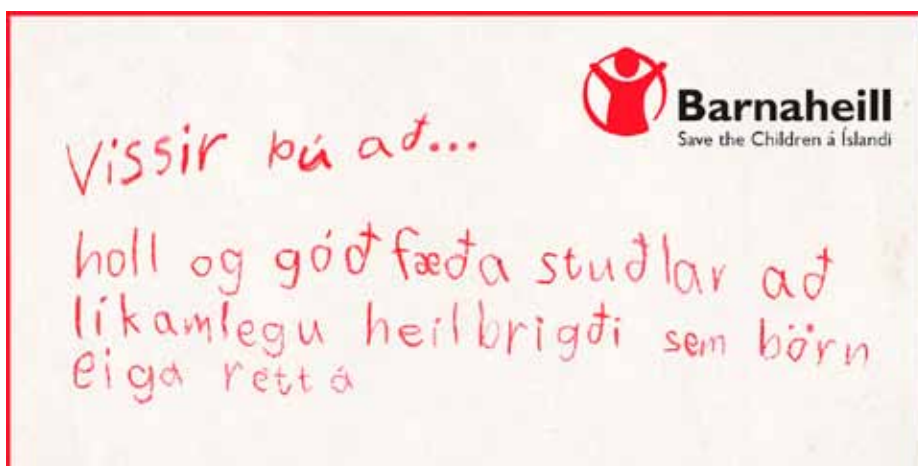 Barnaheill
Save the Children á Íslandi
Vissir þú að...
holl og góð fæða stuðlar að
líkamlegu heilbrigði sem börn
eiga rett á